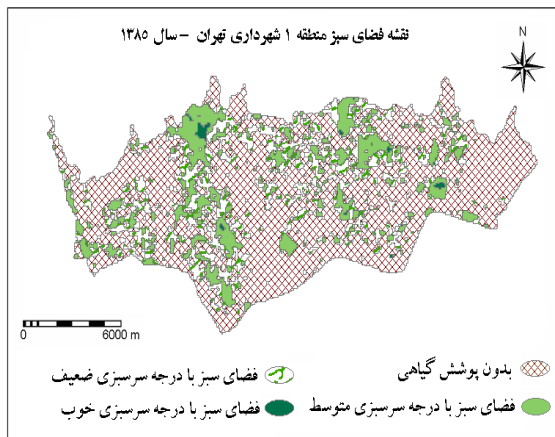 نقشه فضای سبز منطقه ۱ شهرداری تهران - سال ۱۳۸۵
N
0 6000 m
بدون پوشش گیاهی
فضای سبز با درجه سرسبزی ضعیف
فضای سبز با درجه سرسبزی متوسط
فضای سبز با درجه سرسبزی خوب